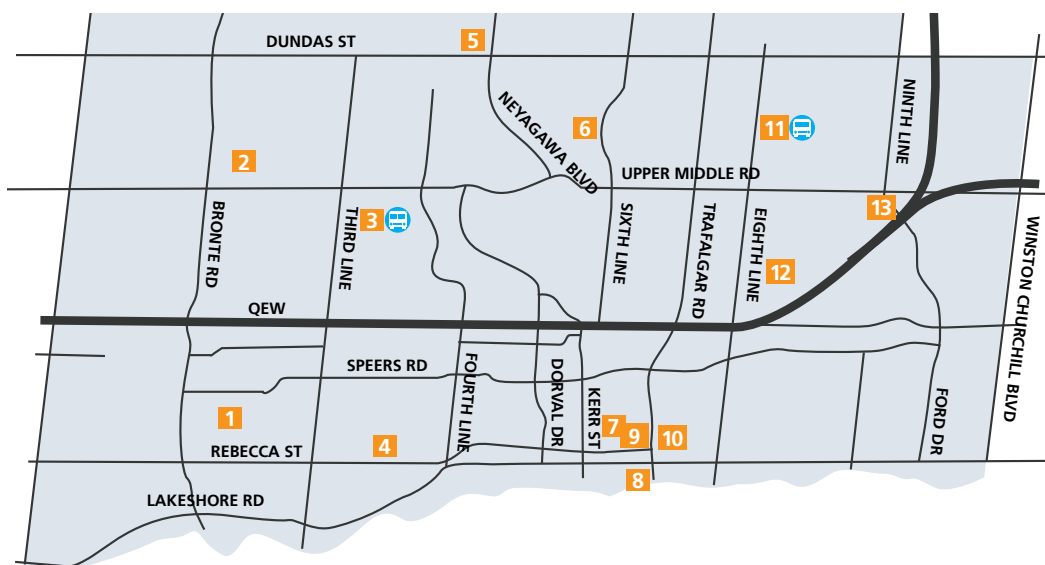 DUNDAS ST
5
NEYAGAWA BLVD
6
11
NINTH LINE
2
UPPER MIDDLE RD
BRONTE RD
THIRD LINE
3
SIXTH LINE
TRAFALGAR RD
EIGHTH LINE
13
WINSTON CHURCHILL BLVD
12
QEW
SPEERS RD
FOURTH LINE
DORVAL DR
KERR ST
FORD DR
1
7
9
10
4
REBECCA ST
8
LAKESHORE RD